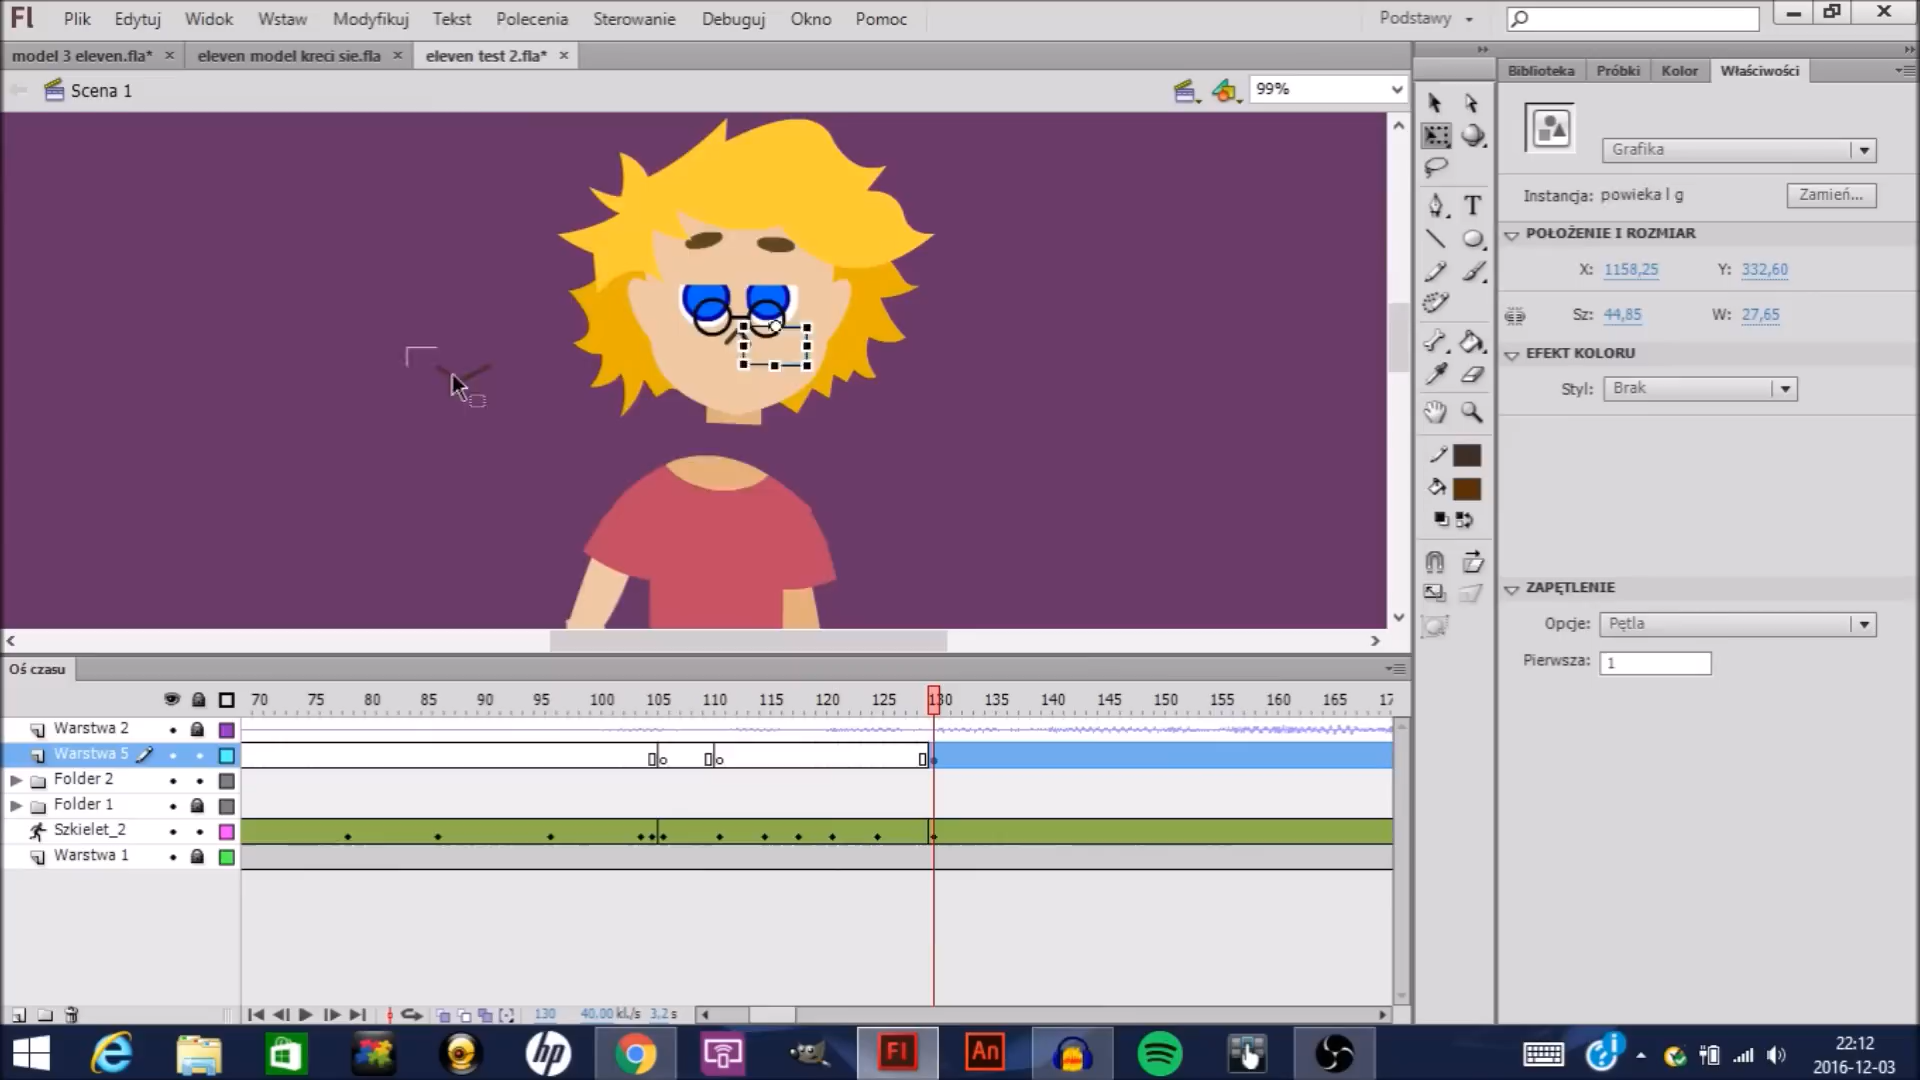 Fl Plik Edytuj Widok Wstaw Modyfikuj Tekst Polecenia Sterowanie Debuguj Okno Pomoc Podstawy
model 3 eleven.fla* × eleven model kreci sie.fla × eleven test 2.fla* ×
Scena 1 99%
Biblioteka Próbki Kolor Właściwości
Grafika
Instancja: powieka l g Zamień...
POŁOŻENIE I ROZMIAR
X: 1158,25 Y: 332,60
Sz: 44,85 W: 27,65
EFEKT KOLORU
Styl: Brak
ZAPĘTLENIE
Opcje: Pętla
Pierwsza: 1
Oś czasu
70 75 80 85 90 95 100 105 110 115 120 125 130 135 140 145 150 155 160 165 17
Warstwa 2
Warstwa 5
Folder 2
Folder 1
Szkielet_2
Warstwa 1
130 40,00 kl./s 3,2 s
hp Fl An
22:12
2016-12-03